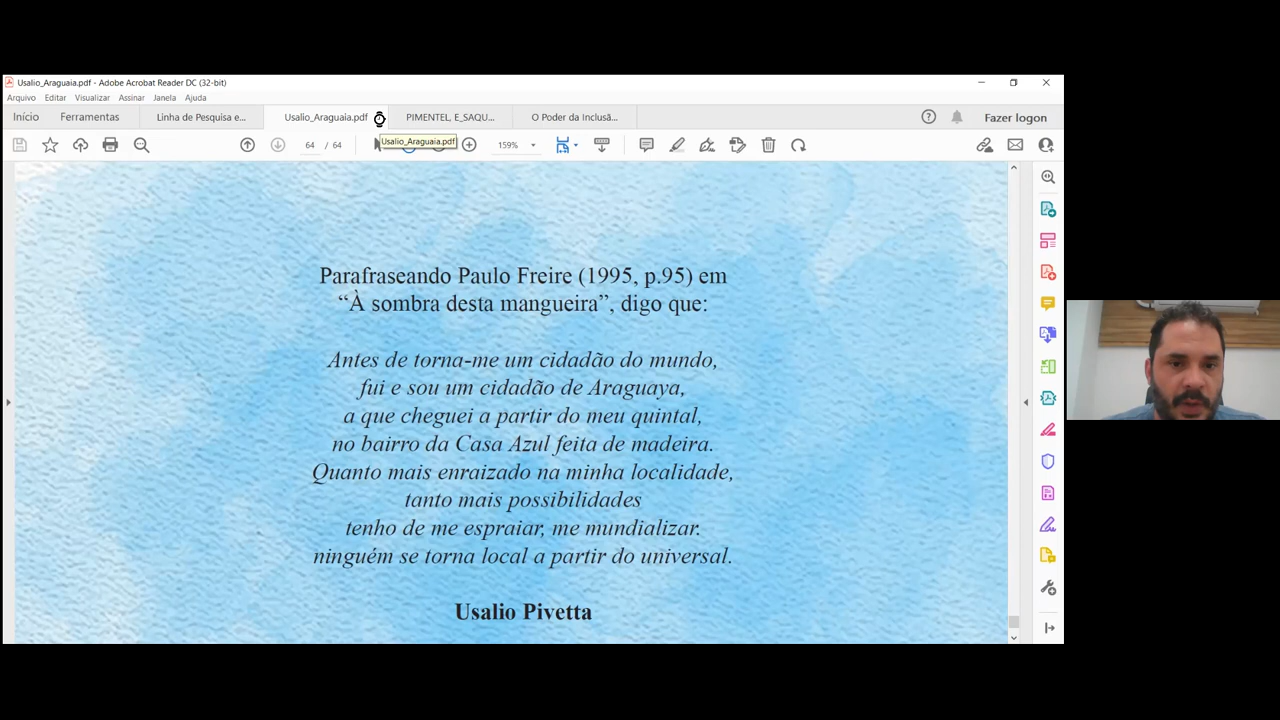 Usalio_Araguaia.pdf - Adobe Acrobat Reader DC (32-bit)
Arquivo Editar Visualizar Assinar Janela Ajuda
Início Ferramentas Linha de Pesquisa e... Usalio_Araguaia.pdf PIMENTEL, E_SAQU... O Poder da Inclusã... Fazer logon
Usalio_Araguaia.pdf
64 / 64 159%
Parafraseando Paulo Freire (1995, p.95) em
“À sombra desta mangueira”, digo que:
Antes de torna-me um cidadão do mundo,
fui e sou um cidadão de Araguaya,
a que cheguei a partir do meu quintal,
no bairro da Casa Azul feita de madeira.
Quanto mais enraizado na minha localidade,
tanto mais possibilidades
tenho de me espraiar, me mundializar.
ninguém se torna local a partir do universal.
Usalio Pivetta